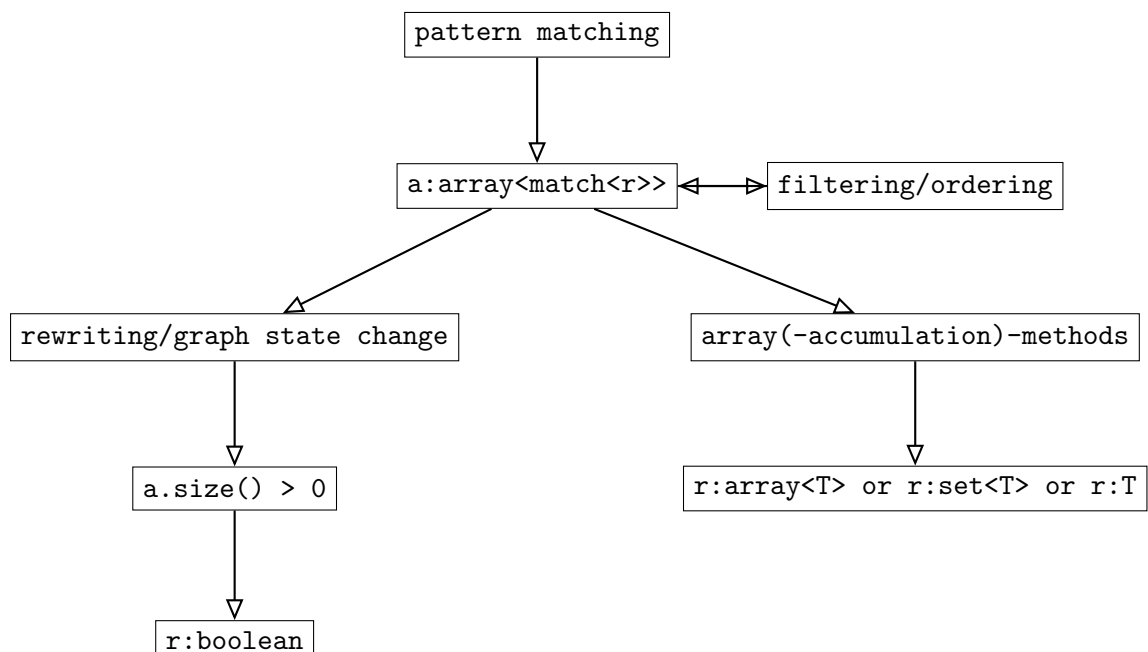 pattern matching
a:array<match<r>>
filtering/ordering
rewriting/graph state change
array(-accumulation)-methods
a.size() > 0
r:array<T> or r:set<T> or r:T
r:boolean